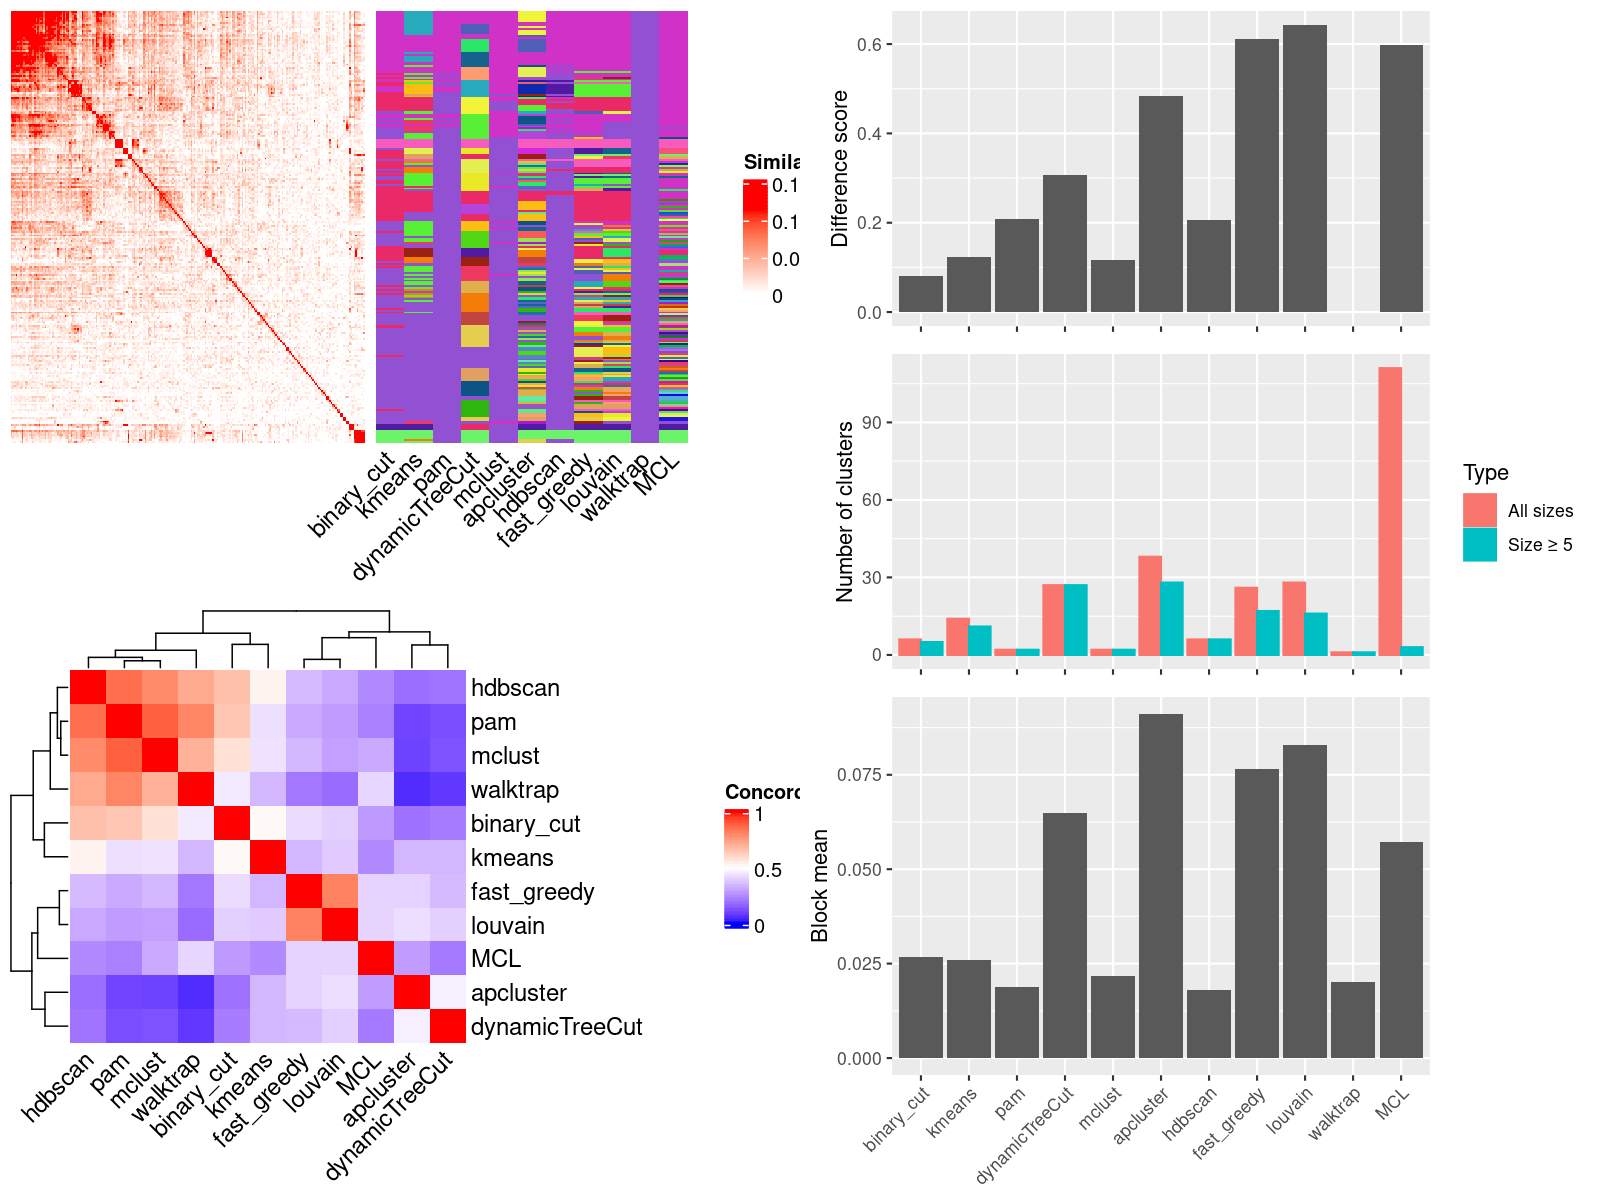 Simila
0.1
0.1
0.0
0
binary_cut
kmeans
pam
dynamicTreeCut
mclust
apcluster
hdbscan
fast_greedy
louvain
walktrap
MCL
hdbscan
pam
mclust
walktrap
binary_cut
kmeans
fast_greedy
louvain
MCL
apcluster
dynamicTreeCut
hdbscan
pam
mclust
walktrap
binary_cut
kmeans
fast_greedy
louvain
MCL
apcluster
dynamicTreeCut
Concord
1
0.5
0
Difference score
0.6
0.4
0.2
0.0
Number of clusters
90
60
30
0
Type
All sizes
Size ≥ 5
Block mean
0.075
0.050
0.025
0.000
binary_cut
kmeans
pam
dynamicTreeCut
mclust
apcluster
hdbscan
fast_greedy
louvain
walktrap
MCL